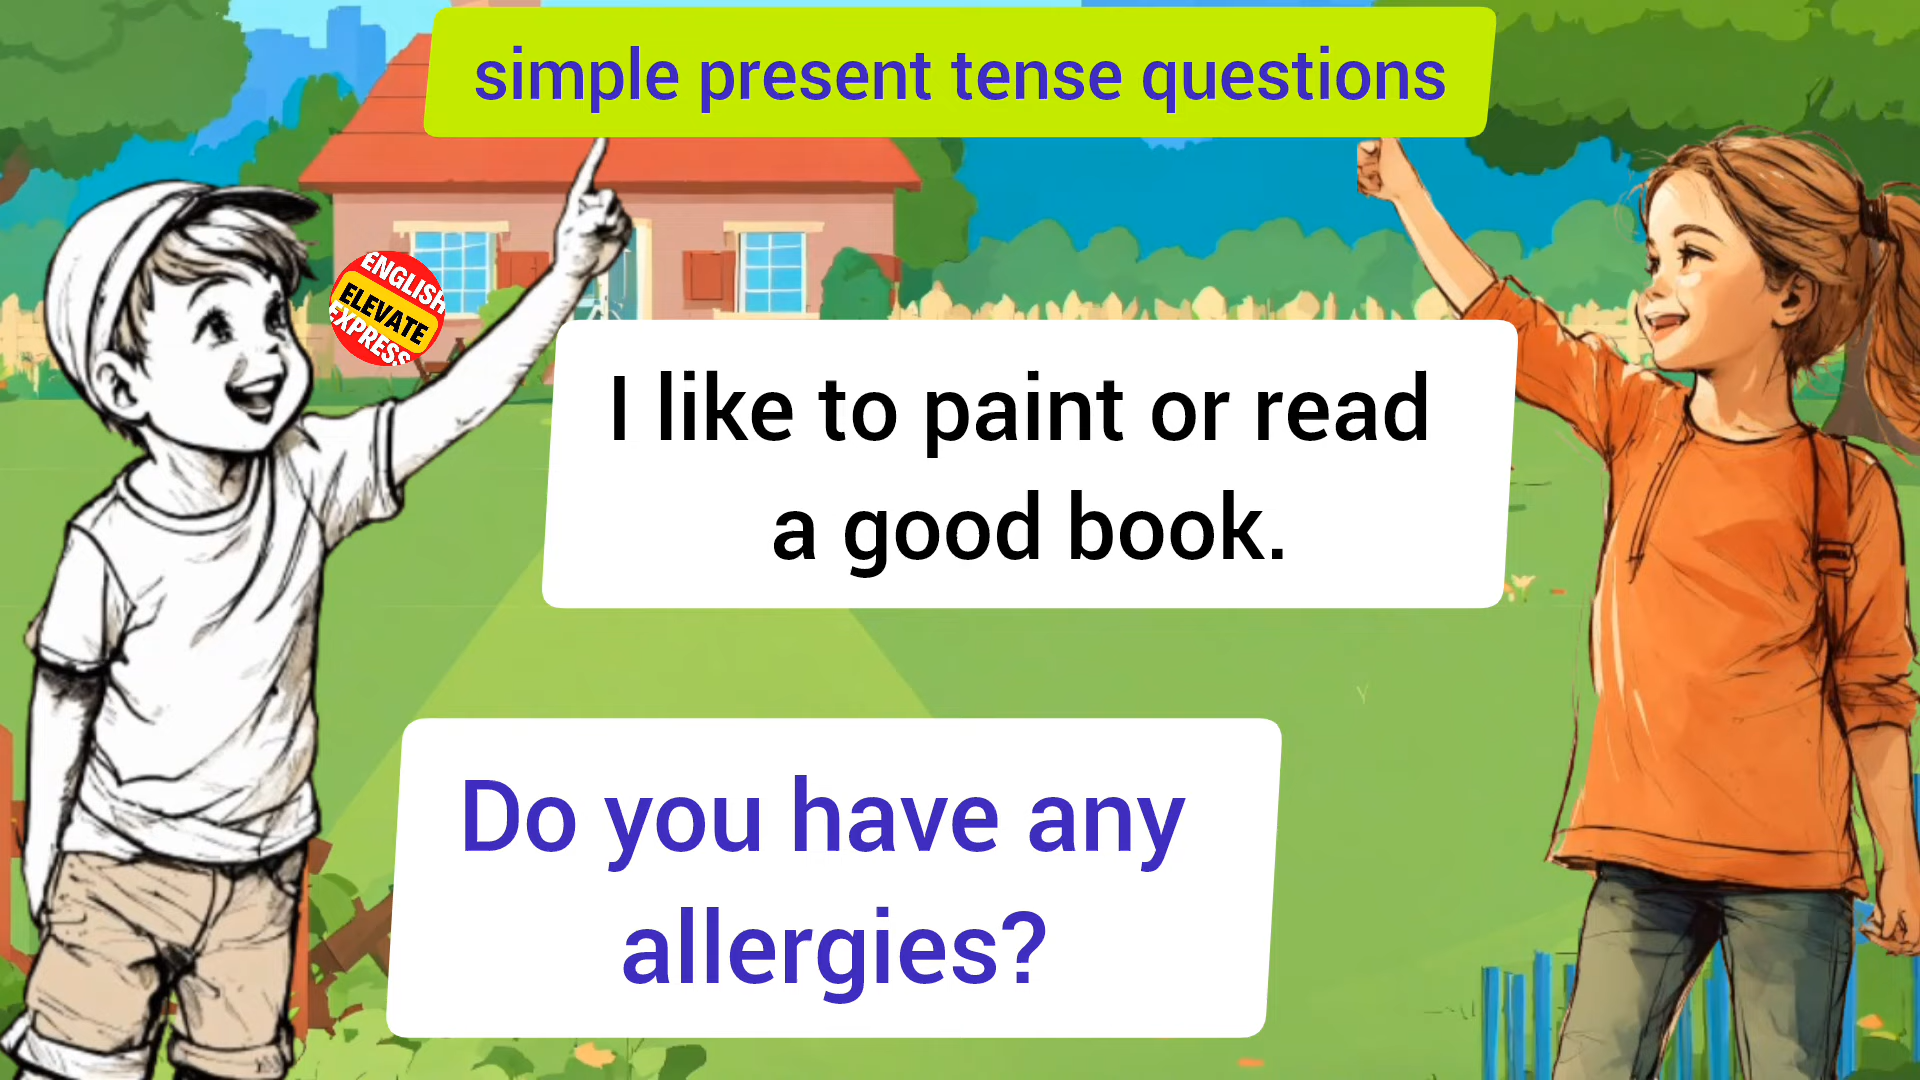 simple present tense questions
ENGLISH
ELEVATE
EXPRESS.
I like to paint or read
a good book.
Do you have any
allergies?